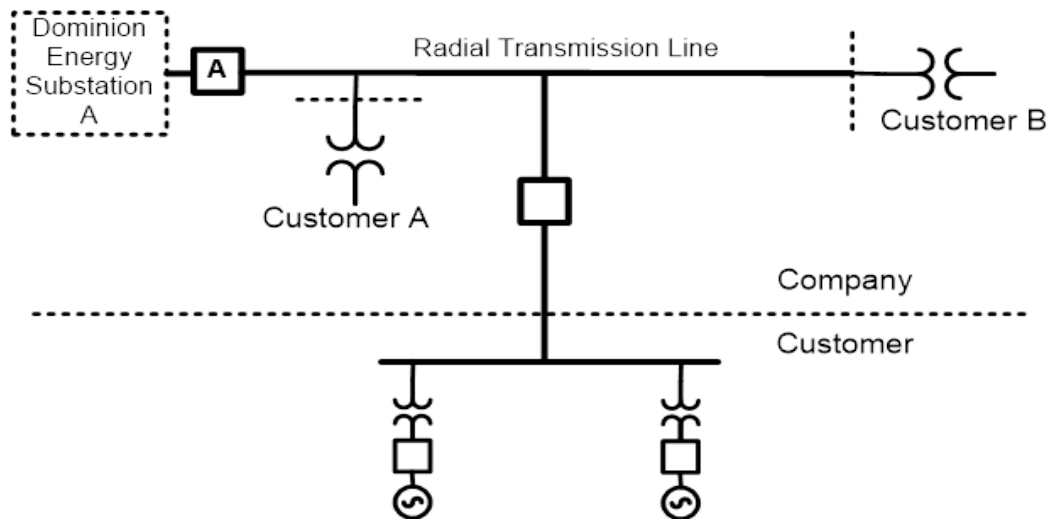 Dominion
Energy
Substation
A
A
Radial Transmission Line
Customer B
Customer A
Company
Customer